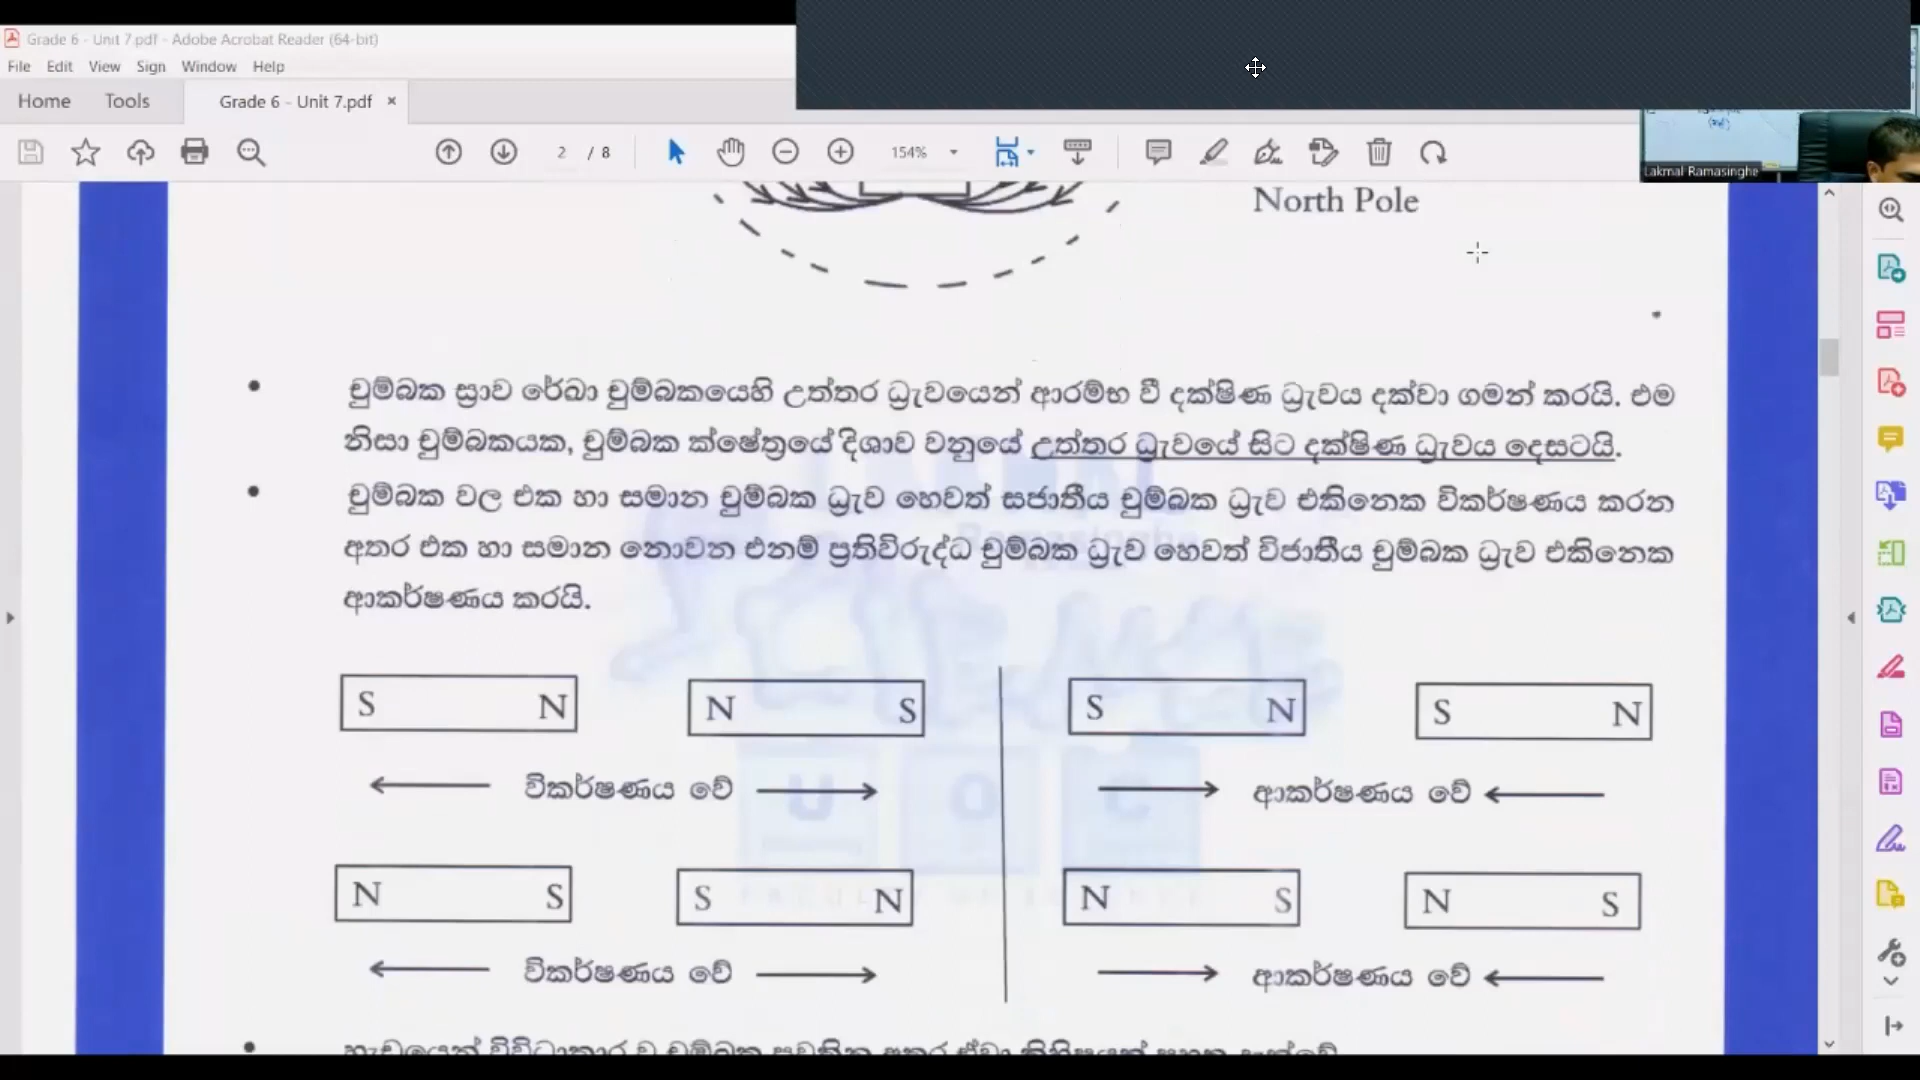 Grade 6 - Unit 7.pdf - Adobe Acrobat Reader (64-bit)
File Edit View Sign Window Help
Home Tools Grade 6 - Unit 7.pdf ×
2 / 8 154%
Lakmal Ramasinghe
North Pole
• චුම්බක ස්‍රාව රේඛා චුම්බකයෙහි උත්තර ධ්‍රැවයෙන් ආරම්භ වී දක්ෂිණ ධ්‍රැවය දක්වා ගමන් කරයි. එම
නිසා චුම්බකයක, චුම්බක ක්ෂේත්‍රයේ දිශාව වනුයේ උත්තර ධ්‍රැවයේ සිට දක්ෂිණ ධ්‍රැවය දෙසටයි.
• චුම්බක වල එක හා සමාන චුම්බක ධ්‍රැව හෙවත් සජාතීය චුම්බක ධ්‍රැව එකිනෙක විකර්ෂණය කරන
අතර එක හා සමාන නොවන එනම් ප්‍රතිවිරුද්ධ චුම්බක ධ්‍රැව හෙවත් විජාතීය චුම්බක ධ්‍රැව එකිනෙක
ආකර්ෂණය කරයි.
S N N S S N S N
විකර්ෂණය වේ ආකර්ෂණය වේ
N S S N N S N S
විකර්ෂණය වේ ආකර්ෂණය වේ
Ramasinghe
U O C